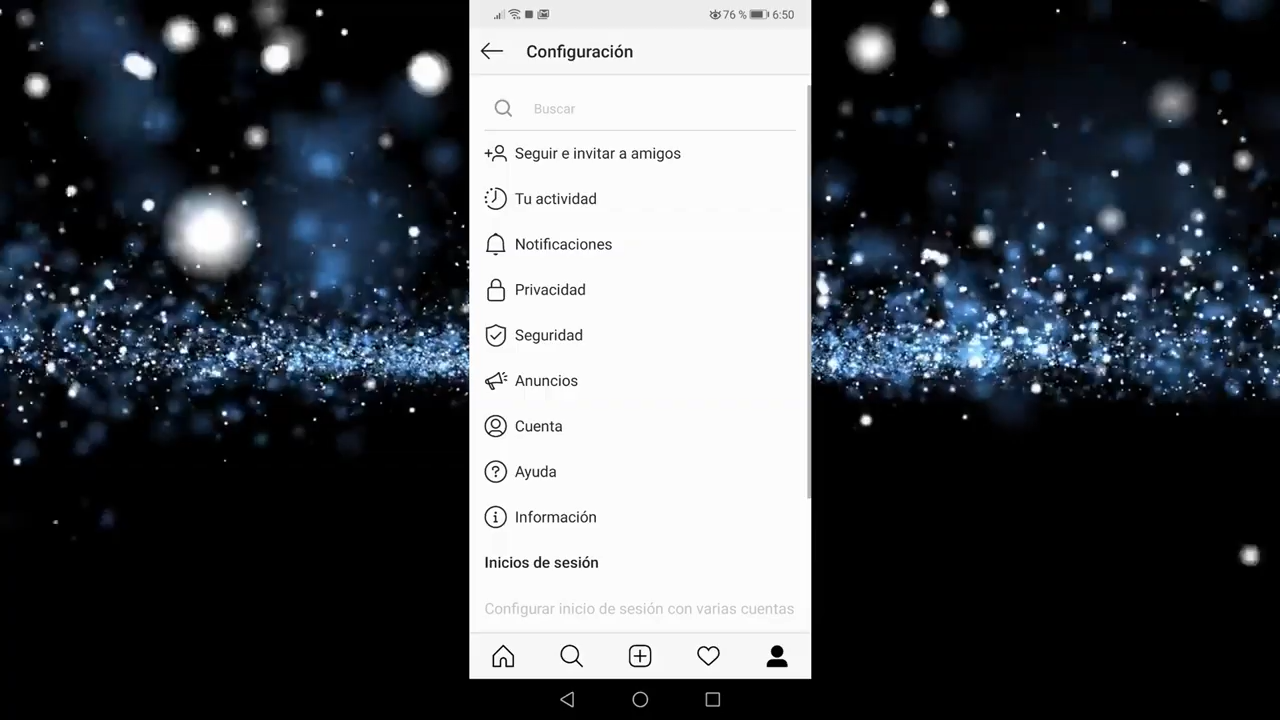 76 % 6:50
Configuración
Buscar
Seguir e invitar a amigos
Tu actividad
Notificaciones
Privacidad
Seguridad
Anuncios
Cuenta
Ayuda
Información
Inicios de sesión
Configurar inicio de sesión con varias cuentas